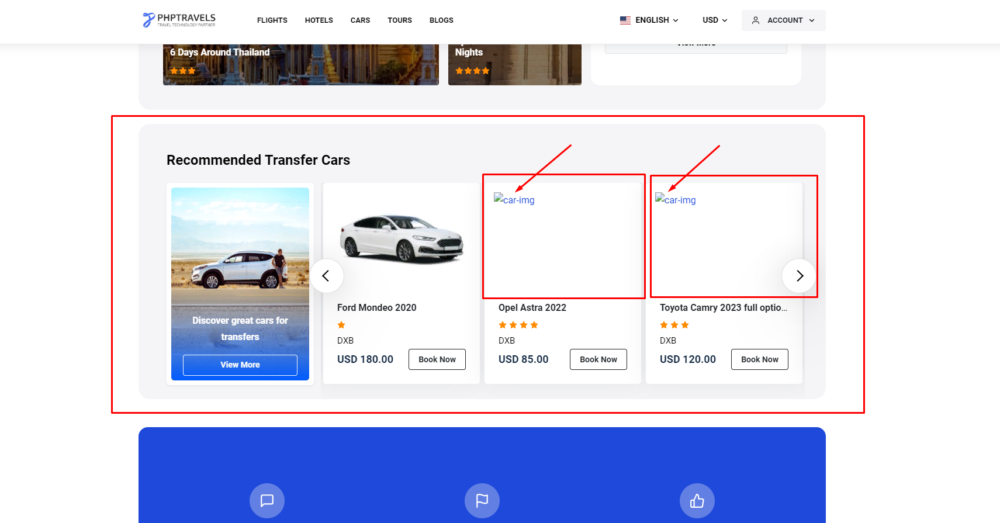 PHPTRAVELS
TRAVEL TECHNOLOGY PARTNER
FLIGHTS HOTELS CARS TOURS BLOGS ENGLISH USD ACCOUNT
View More
6 Days Around Thailand
Nights
Recommended Transfer Cars
car-img
car-img
Discover great cars for
transfers
View More
Ford Mondeo 2020
DXB
USD 180.00 Book Now
Opel Astra 2022
DXB
USD 85.00 Book Now
Toyota Camry 2023 full optio...
DXB
USD 120.00 Book Now